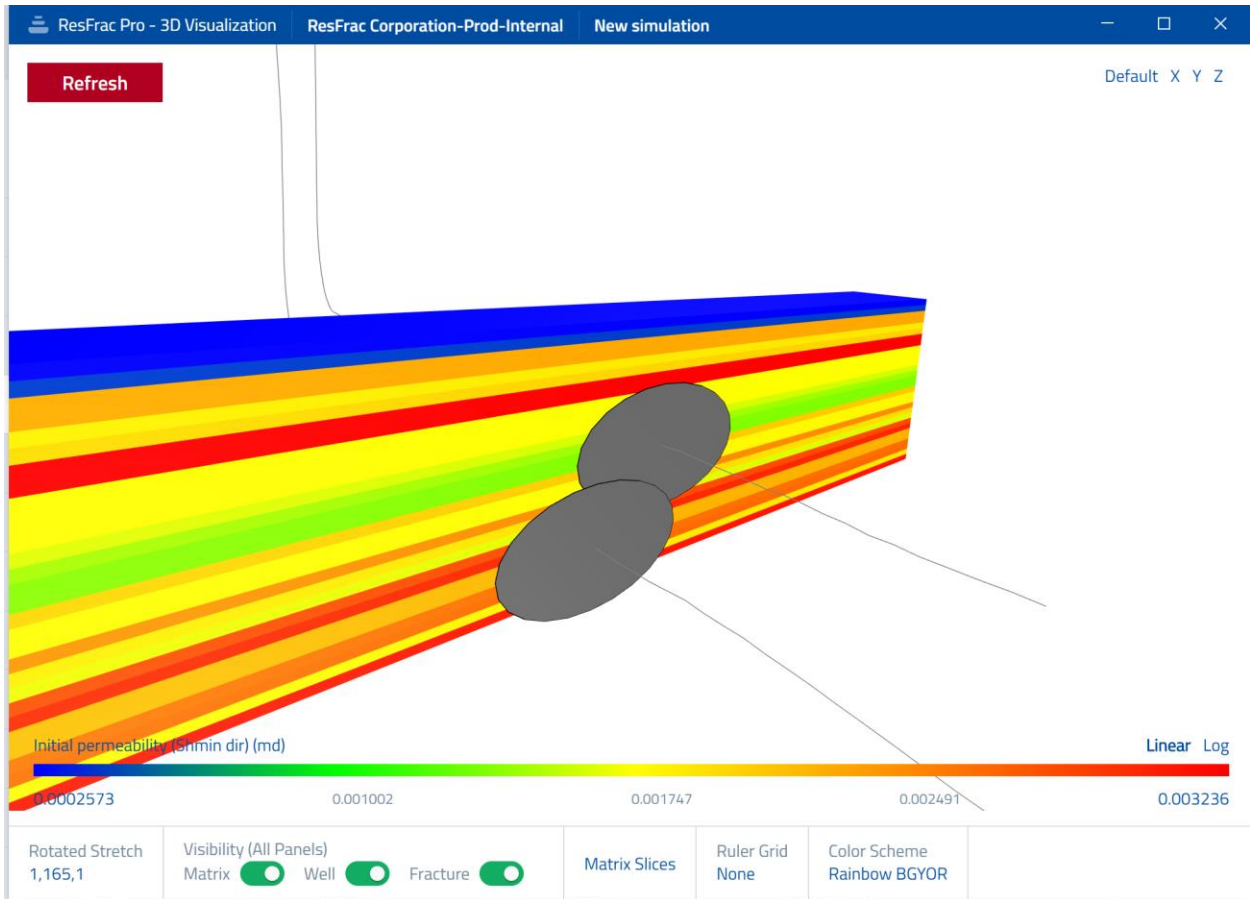 ResFrac Pro - 3D Visualization ResFrac Corporation-Prod-Internal New simulation
Refresh
Default X Y Z
Initial permeability (Shmin dir) (md)
Linear Log
0.0002573 0.001002 0.001747 0.002491 0.003236
Rotated Stretch
1,165,1
Visibility (All Panels)
Matrix Well Fracture
Matrix Slices
Ruler Grid
None
Color Scheme
Rainbow BGYOR